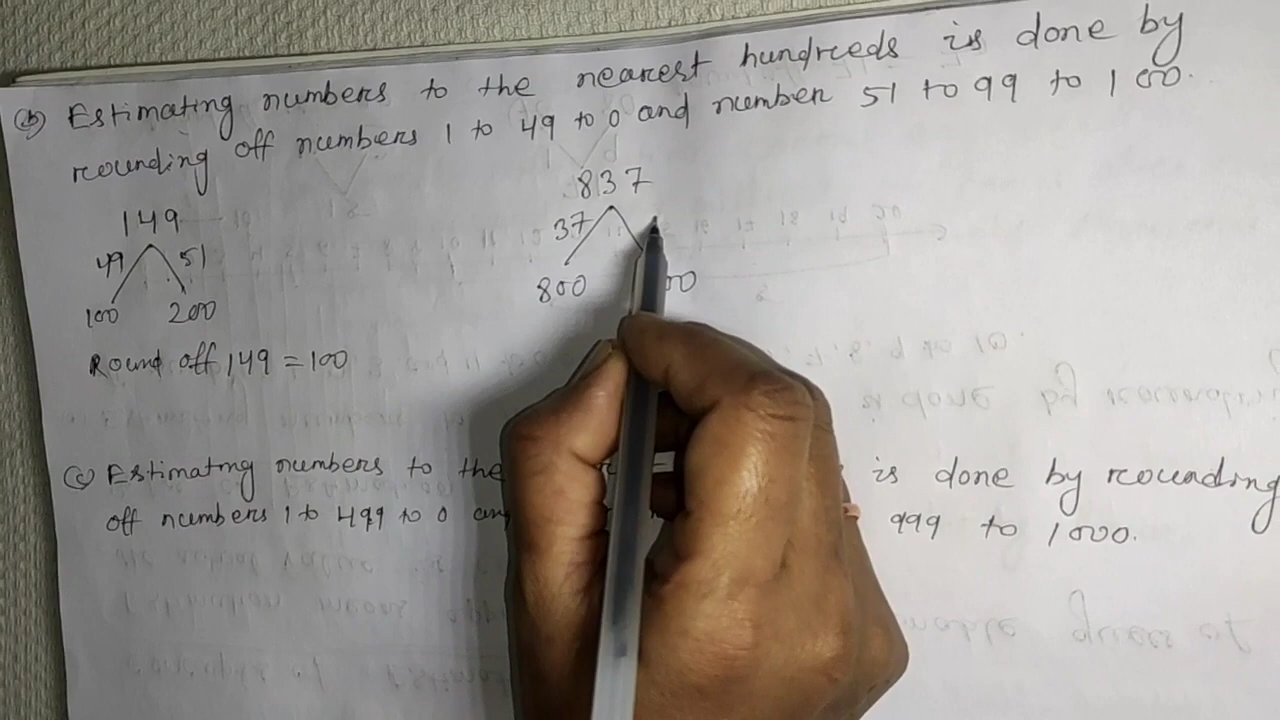 (b) Estimating numbers to the nearest hundreds is done by
rounding off numbers 1 to 49 to 0 and number 51 to 99 to 100.
149
49 51
100 200
Round off 149 = 100
837
37
800 00
(c) Estimating numbers to the is done by rounding
off numbers 1 to 499 to 0 999 to 1000.